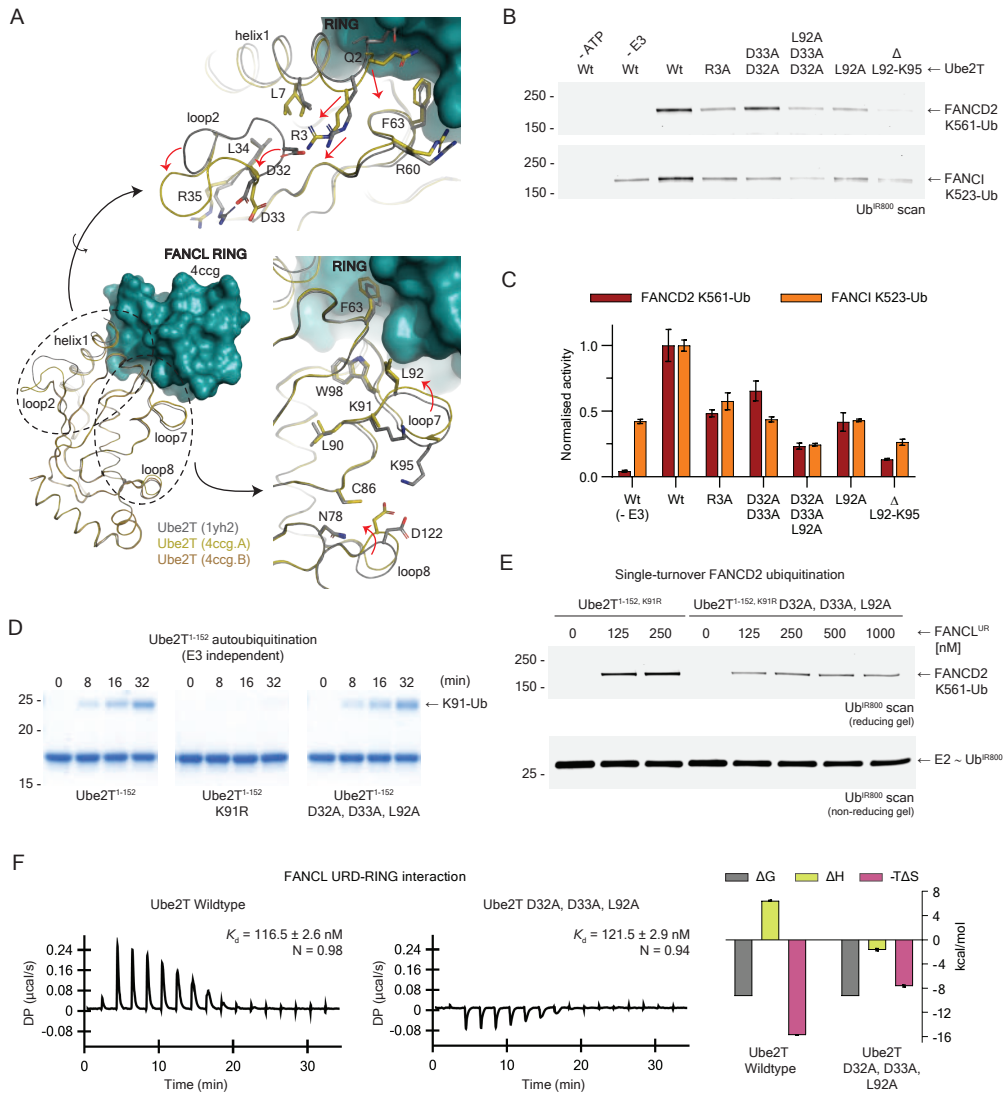 A
RING
helix1
Q2
L7
loop2
R3
F63
L34
D32
R60
R35
D33
FANCL RING
4ccg
helix1
loop2
loop7
loop8
Ube2T (1yh2)
Ube2T (4ccg.A)
Ube2T (4ccg.B)
RING
F63
L92
W98
K91
loop7
L90
K95
C86
N78
D122
loop8
B
-ATP
Wt
- E3
Wt
Wt
R3A
D33A
D32A
L92A
D33A
D32A
L92A
Δ
L92-K95
← Ube2T
250 -
150 -
← FANCD2
K561-Ub
250 -
150 -
← FANCI
K523-Ub
Ub^IR800 scan
C
FANCD2 K561-Ub
FANCI K523-Ub
Normalised activity
1.0
0.5
0.0
Wt
(- E3)
Wt
R3A
D32A
D33A
D32A
D33A
L92A
L92A
Δ
L92-K95
D
Ube2T^1-152 autoubiquitination
(E3 independent)
0 8 16 32 0 8 16 32 0 8 16 32 (min)
25 -
← K91-Ub
20 -
15 -
Ube2T^1-152
Ube2T^1-152
K91R
Ube2T^1-152
D32A, D33A, L92A
E
Single-turnover FANCD2 ubiquitination
Ube2T^1-152, K91R
Ube2T^1-152, K91R D32A, D33A, L92A
0 125 250 0 125 250 500 1000 ← FANCL^UR
[nM]
250 -
150 -
← FANCD2
K561-Ub
Ub^IR800 scan
(reducing gel)
25 -
← E2 ~ Ub^IR800
Ub^IR800 scan
(non-reducing gel)
F
FANCL URD-RING interaction
Ube2T Wildtype
K_d = 116.5 ± 2.6 nM
N = 0.98
DP (μcal/s)
0.24
0.16
0.08
-0.08
0 10 20 30
Time (min)
Ube2T D32A, D33A, L92A
K_d = 121.5 ± 2.9 nM
N = 0.94
DP (μcal/s)
0.24
0.16
0.08
-0.08
0 10 20 30
Time (min)
ΔG ΔH -TΔS
8
4
0
-4
-8
-12
-16
kcal/mol
Ube2T
Wildtype
Ube2T
D32A, D33A,
L92A